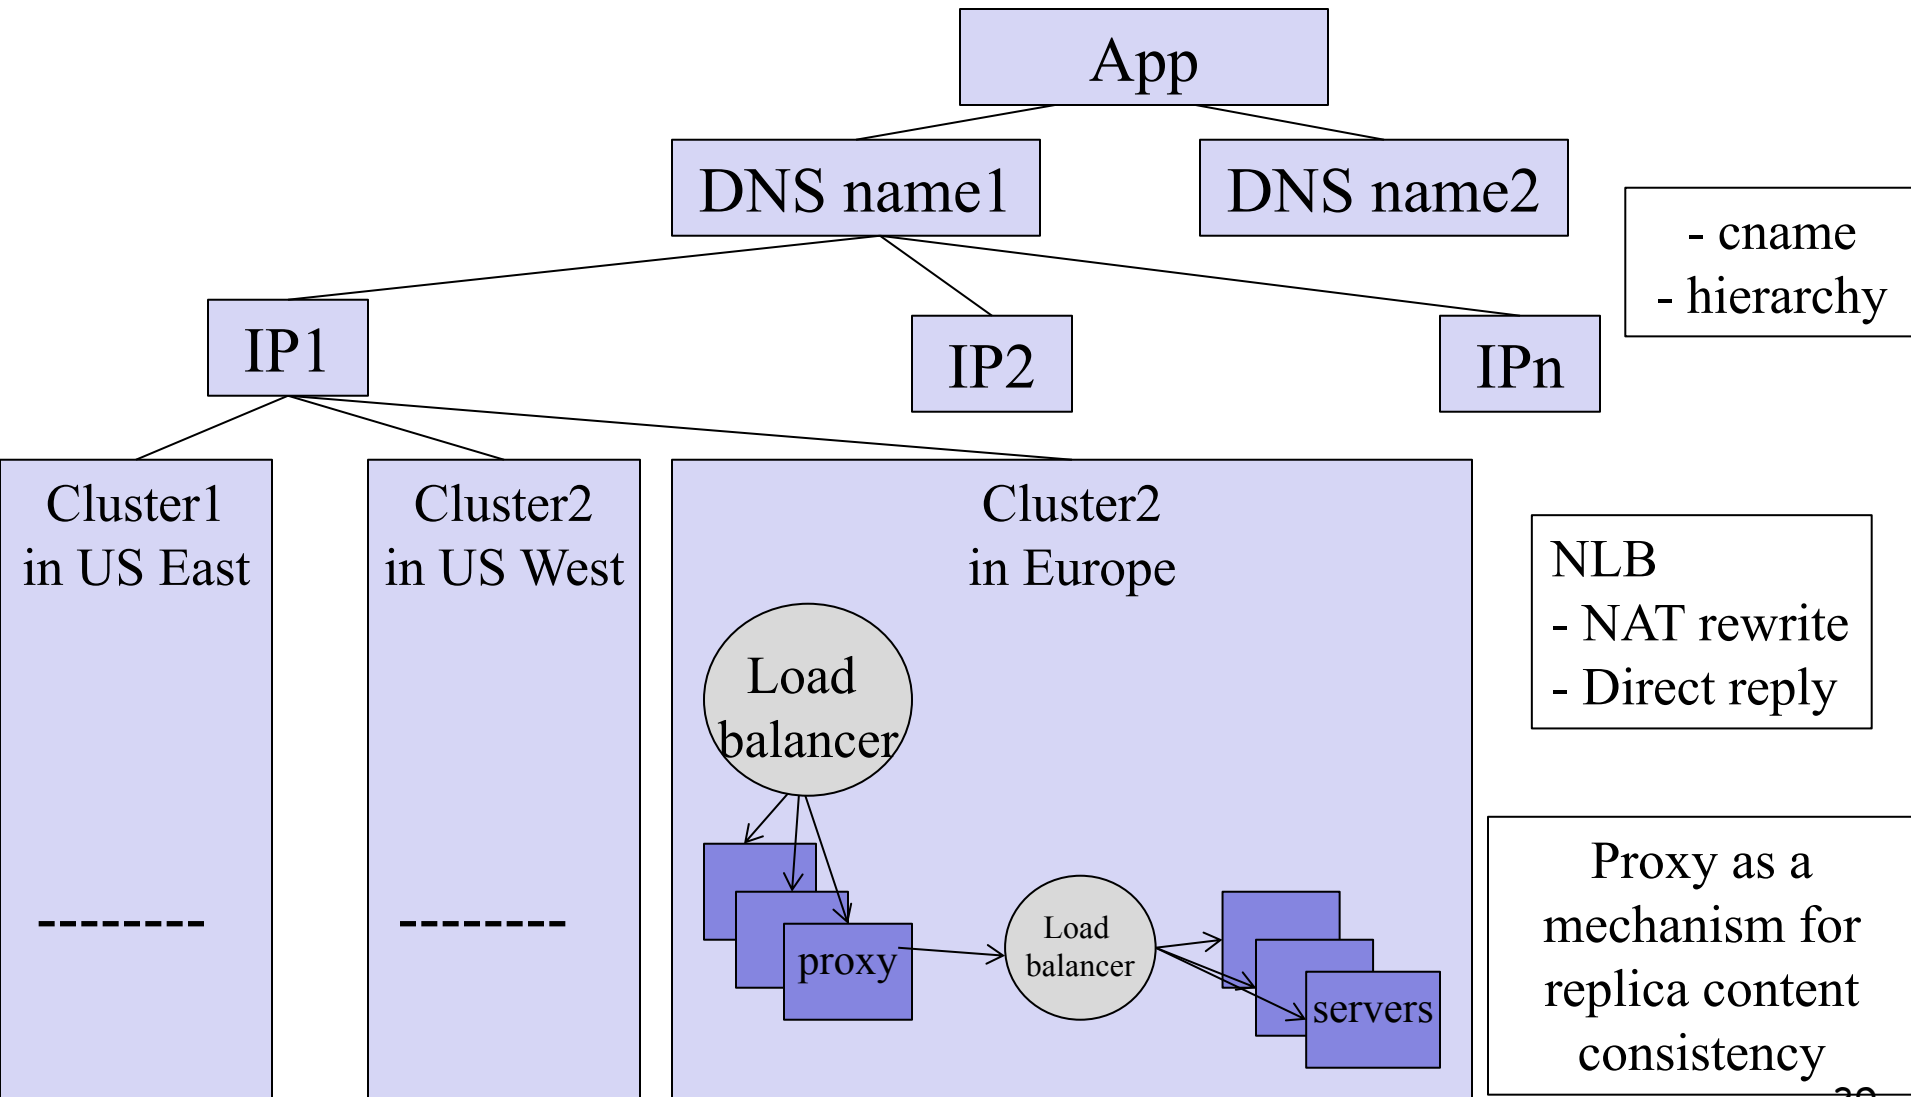 App
DNS name1
DNS name2
- cname
- hierarchy
IP1
IP2
IPn
Cluster1
in US East
Cluster2
in US West
Cluster2
in Europe
NLB
- NAT rewrite
- Direct reply
Load
balancer
--------
--------
proxy
Load
balancer
servers
Proxy as a
mechanism for
replica content
consistency